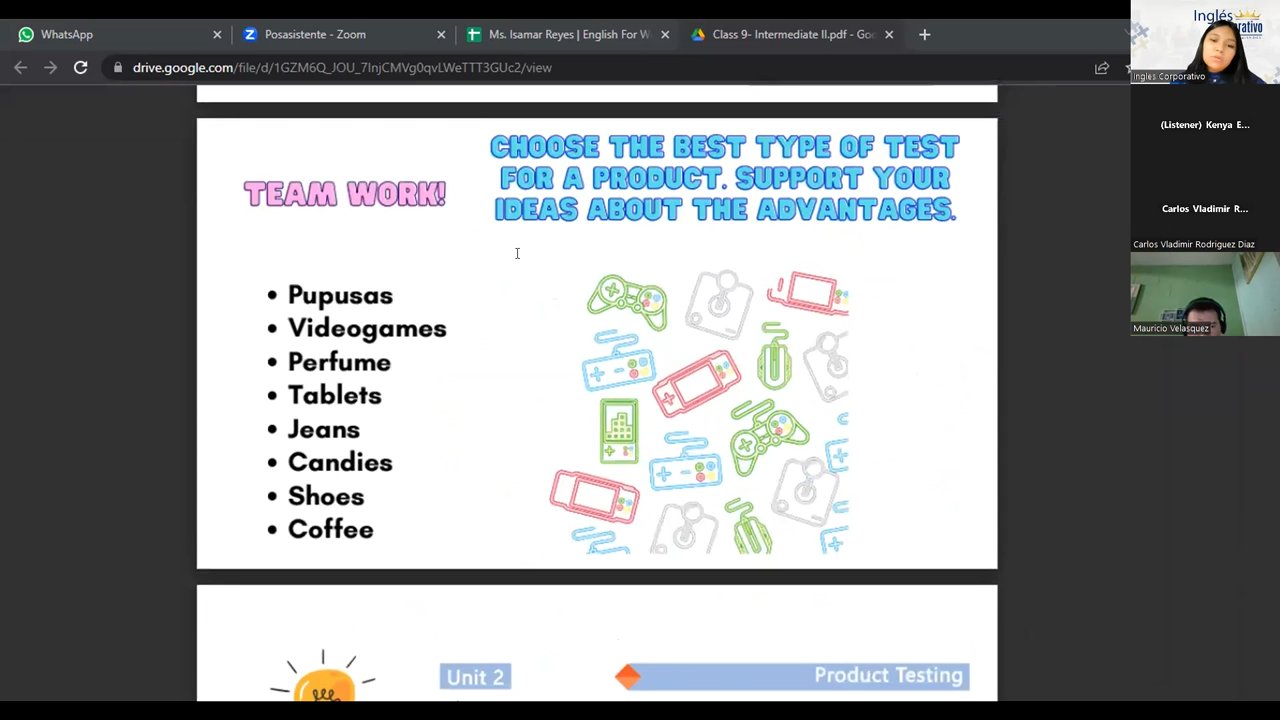 WhatsApp
Posasistente - Zoom
Ms. Isamar Reyes | English For W
Class 9- Intermediate II.pdf - Goo
drive.google.com/file/d/1GZM6Q_JOU_7lnjCMVg0qvLWeTTT3GUc2/view
Inglés
Ingles Corporativo
(Listener) Kenya E...
Carlos Vladimir R...
Carlos Vladimir Rodriguez Diaz
Mauricio Velasquez
TEAM WORK!
CHOOSE THE BEST TYPE OF TEST
FOR A PRODUCT. SUPPORT YOUR
IDEAS ABOUT THE ADVANTAGES.
• Pupusas
• Videogames
• Perfume
• Tablets
• Jeans
• Candies
• Shoes
• Coffee
Unit 2
Product Testing